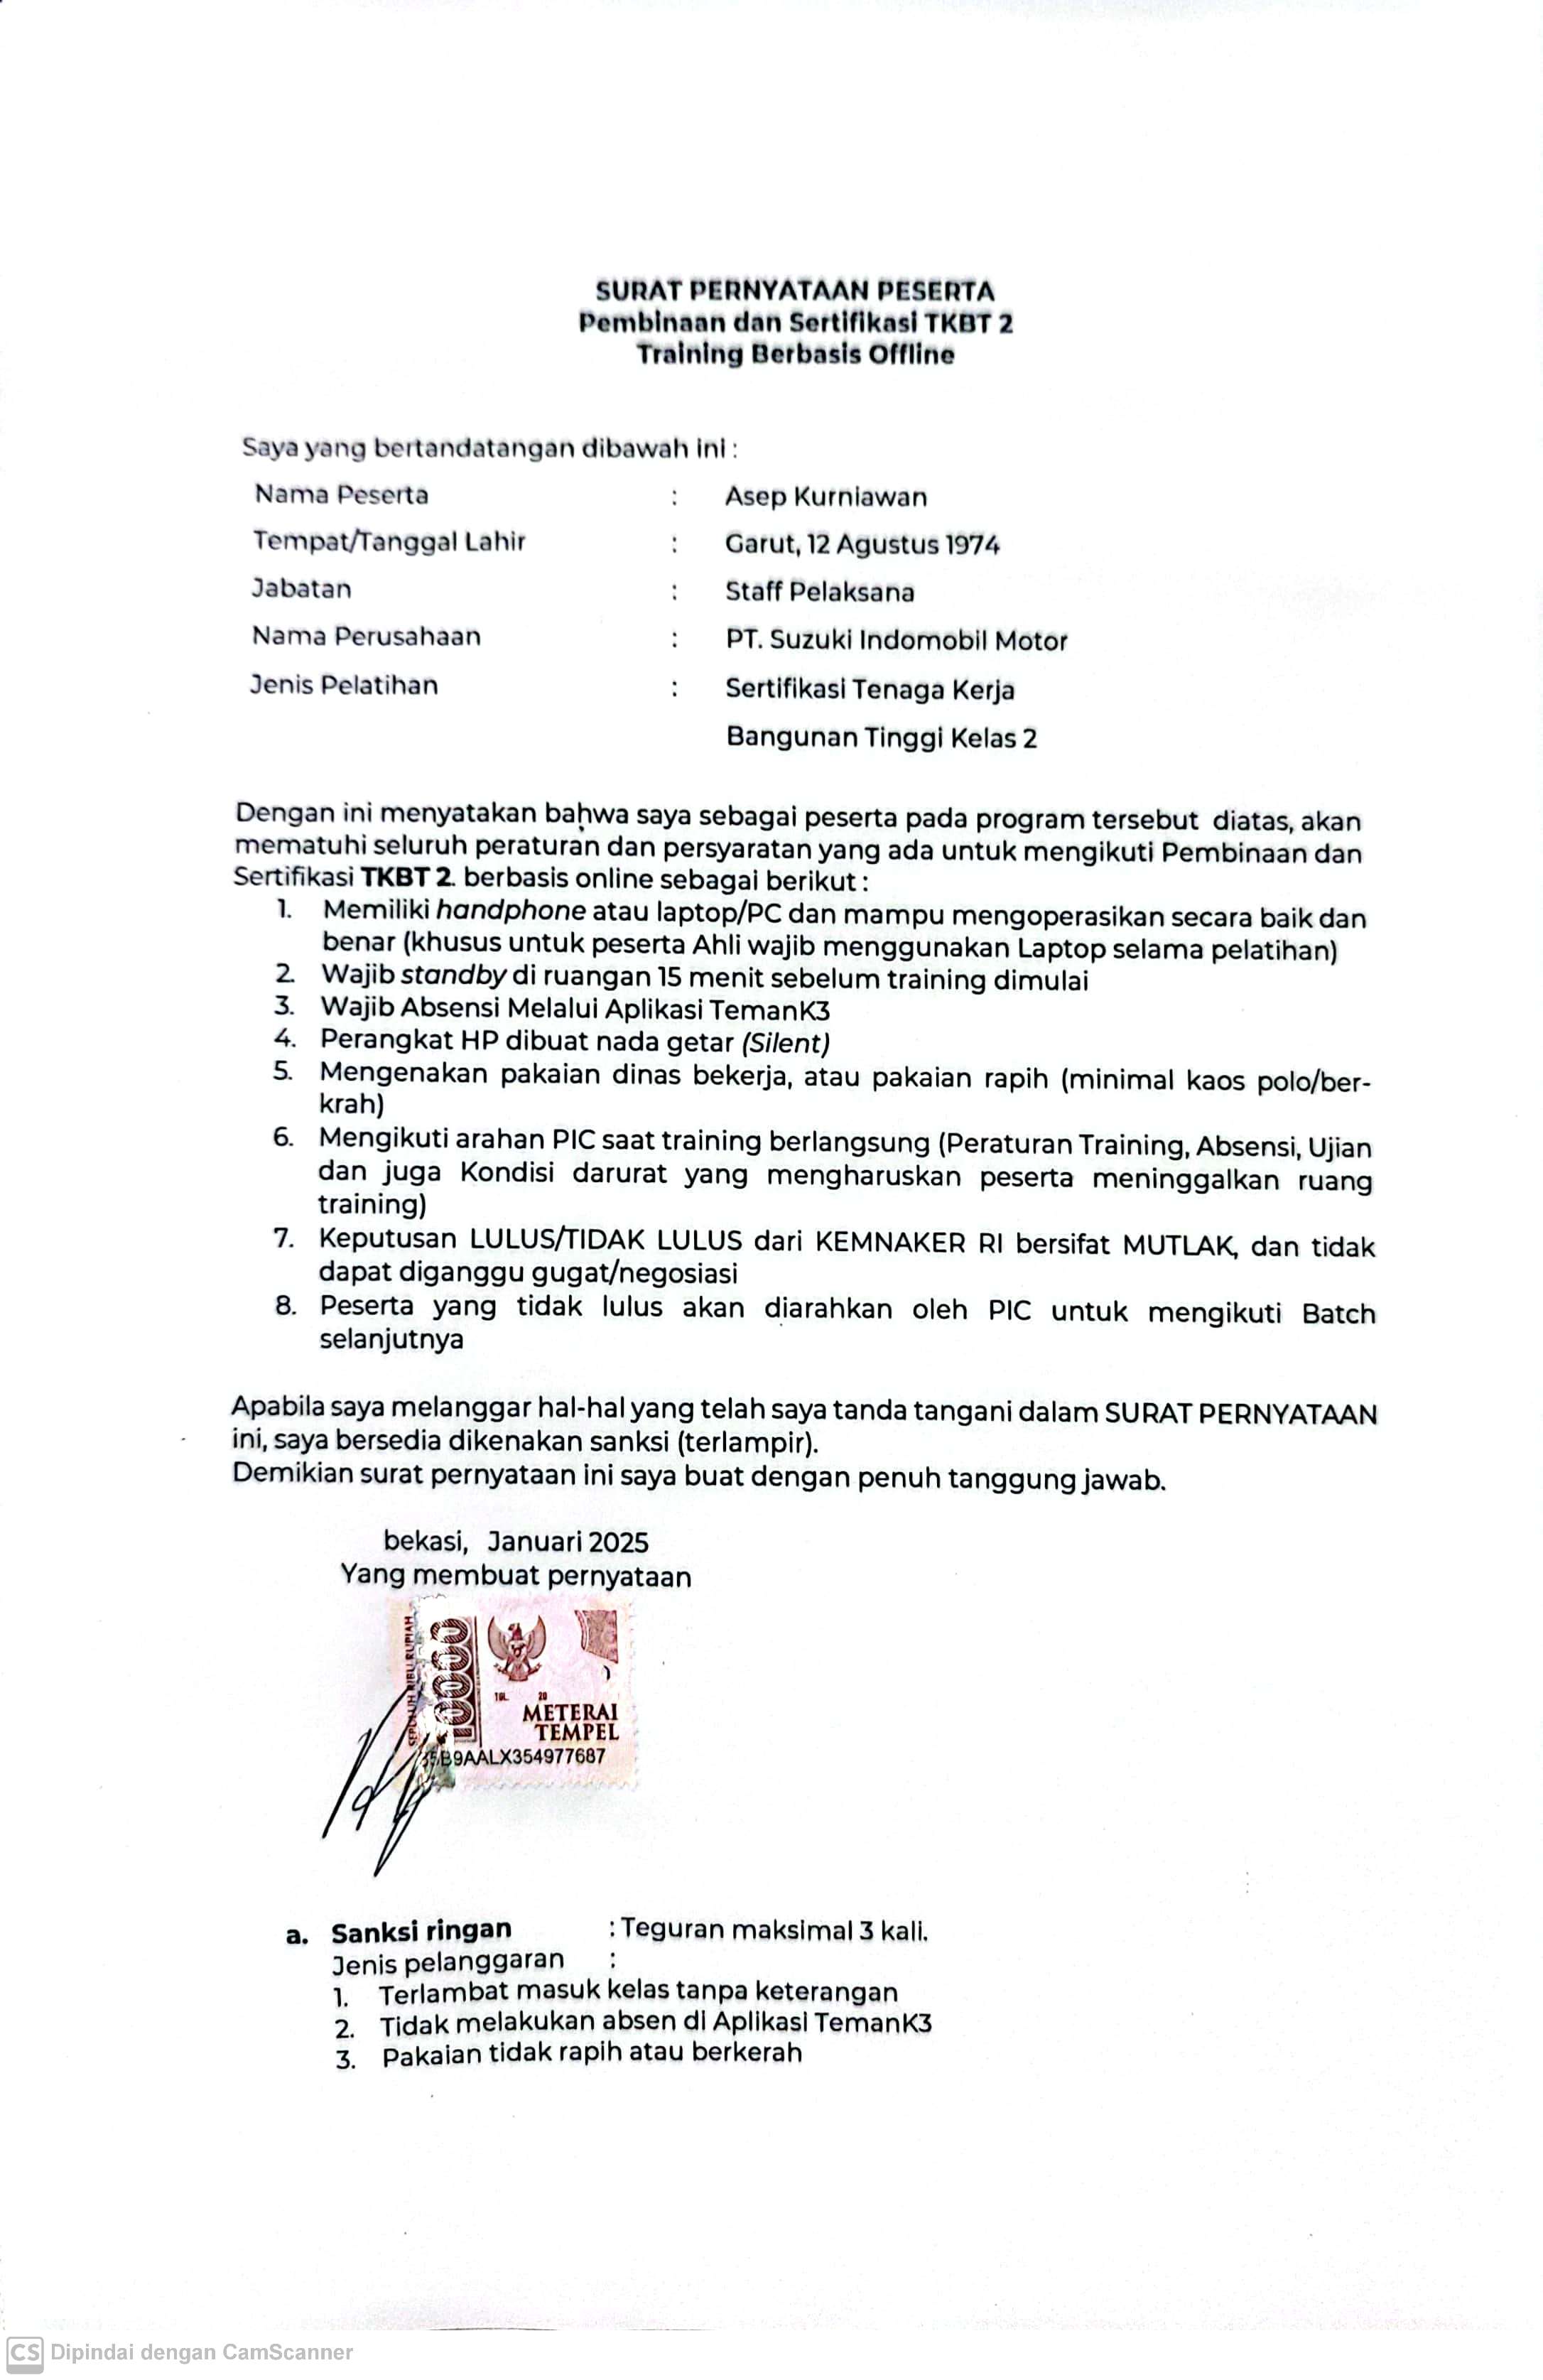 SURAT PERNYATAAN PESERTA
Pembinaan dan Sertifikasi TKBT 2
Training Berbasis Offline
Saya yang bertandatangan dibawah ini :
Nama Peserta : Asep Kurniawan
Tempat/Tanggal Lahir : Garut, 12 Agustus 1974
Jabatan : Staff Pelaksana
Nama Perusahaan : PT. Suzuki Indomobil Motor
Jenis Pelatihan : Sertifikasi Tenaga Kerja
Bangunan Tinggi Kelas 2
Dengan ini menyatakan bahwa saya sebagai peserta pada program tersebut diatas, akan
mematuhi seluruh peraturan dan persyaratan yang ada untuk mengikuti Pembinaan dan
Sertifikasi TKBT 2. berbasis online sebagai berikut :
1. Memiliki handphone atau laptop/PC dan mampu mengoperasikan secara baik dan
benar (khusus untuk peserta Ahli wajib menggunakan Laptop selama pelatihan)
2. Wajib standby di ruangan 15 menit sebelum training dimulai
3. Wajib Absensi Melalui Aplikasi TemanK3
4. Perangkat HP dibuat nada getar (Silent)
5. Mengenakan pakaian dinas bekerja, atau pakaian rapih (minimal kaos polo/ber-
krah)
6. Mengikuti arahan PIC saat training berlangsung (Peraturan Training, Absensi, Ujian
dan juga Kondisi darurat yang mengharuskan peserta meninggalkan ruang
training)
7. Keputusan LULUS/TIDAK LULUS dari KEMNAKER RI bersifat MUTLAK, dan tidak
dapat diganggu gugat/negosiasi
8. Peserta yang tidak lulus akan diarahkan oleh PIC untuk mengikuti Batch
selanjutnya
Apabila saya melanggar hal-hal yang telah saya tanda tangani dalam SURAT PERNYATAAN
ini, saya bersedia dikenakan sanksi (terlampir).
Demikian surat pernyataan ini saya buat dengan penuh tanggung jawab.
bekasi, Januari 2025
Yang membuat pernyataan
SEPULUH RIBU RUPIAH
10000
TGL. 20
METERAI
TEMPEL
35B9AALX354977687
a. Sanksi ringan : Teguran maksimal 3 kali.
Jenis pelanggaran :
1. Terlambat masuk kelas tanpa keterangan
2. Tidak melakukan absen di Aplikasi TemanK3
3. Pakaian tidak rapih atau berkerah
CS Dipindai dengan CamScanner